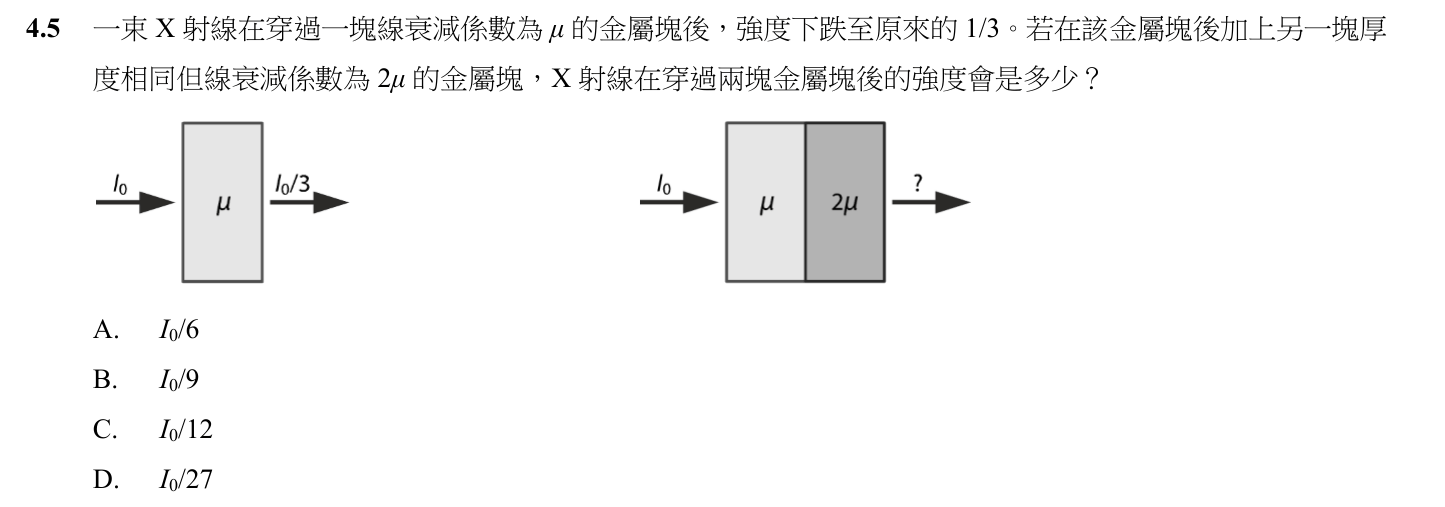 4.5 一束 X 射線在穿過一塊線衰減係數為 μ 的金屬塊後，強度下跌至原來的 1/3。若在該金屬塊後加上另一塊厚
度相同但線衰減係數為 2μ 的金屬塊，X 射線在穿過兩塊金屬塊後的強度會是多少？
I₀ μ I₀/3 I₀ μ 2μ ?
A. I₀/6
B. I₀/9
C. I₀/12
D. I₀/27